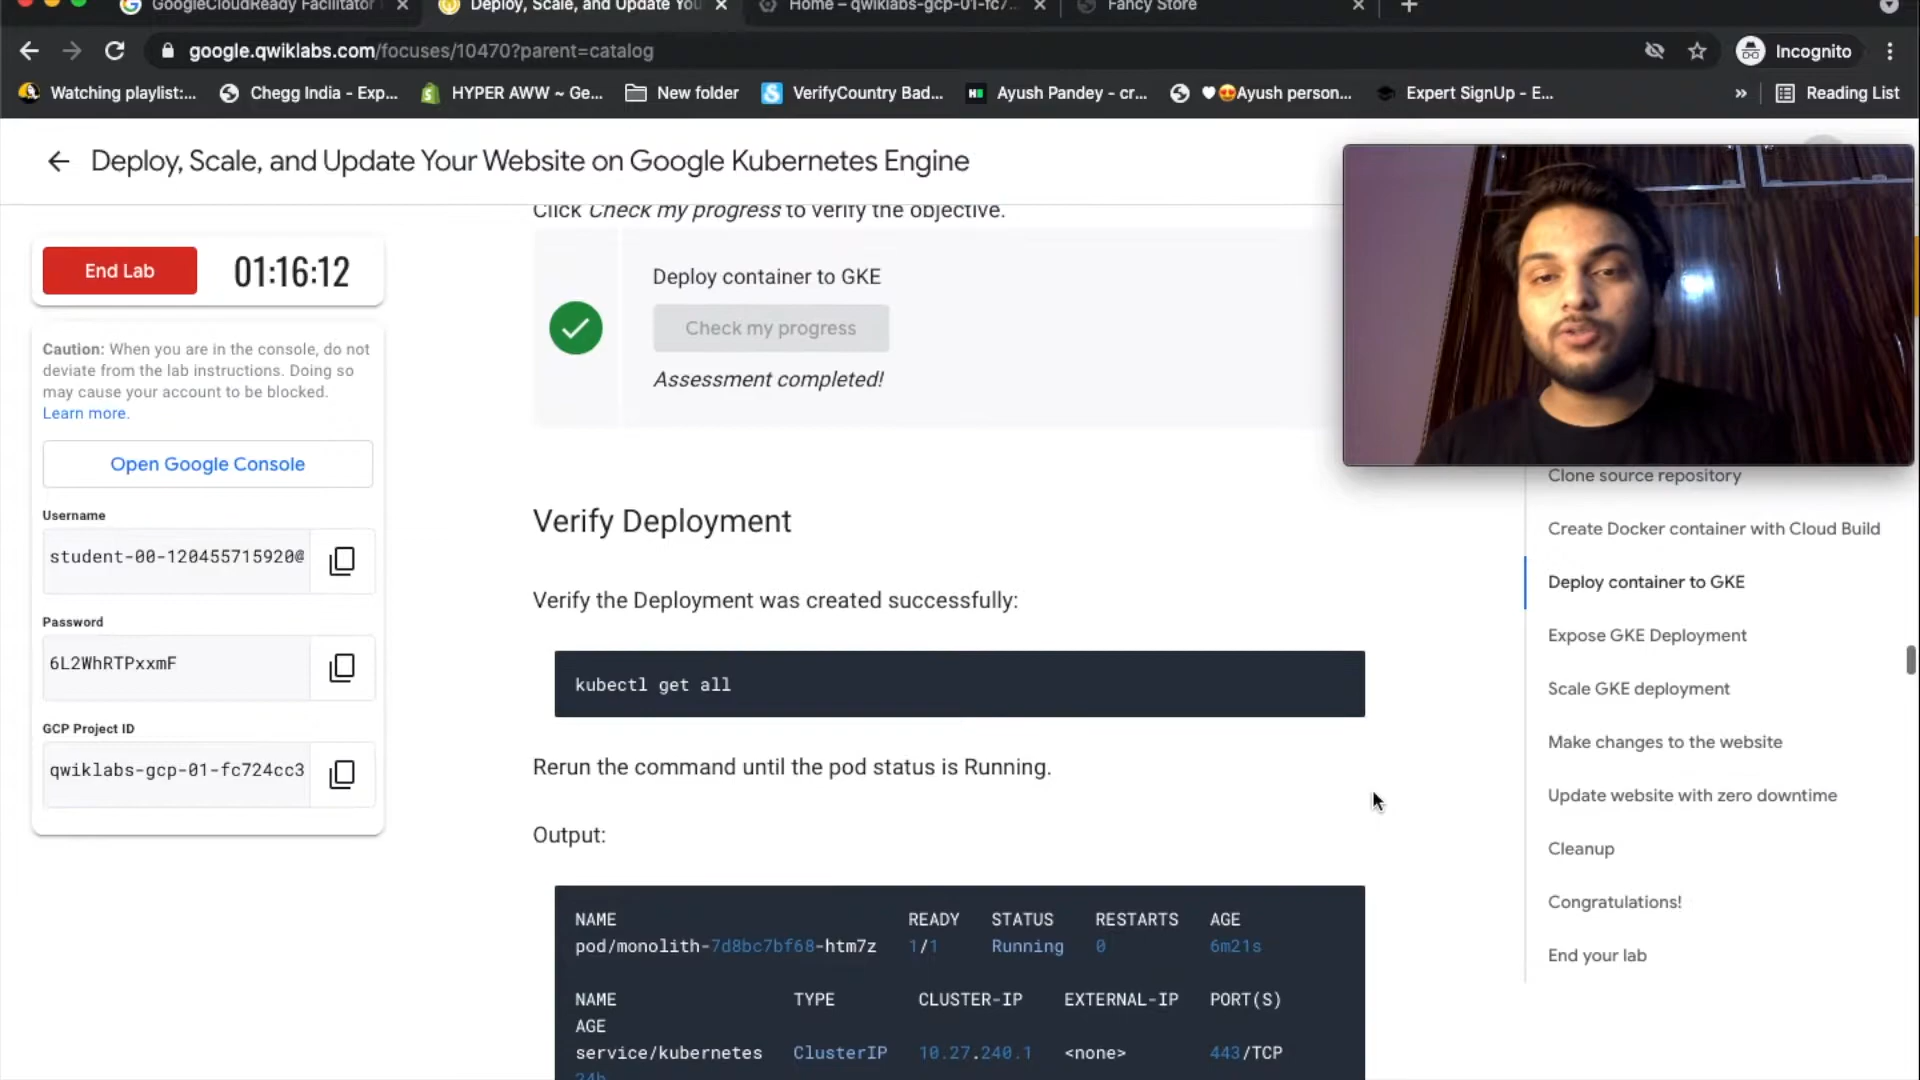 GoogleCloudReady Facilitator
Deploy, Scale, and Update You
Home – qwiklabs-gcp-01-fc7...
Fancy Store
google.qwiklabs.com/focuses/10470?parent=catalog
Incognito
Watching playlist:...
Chegg India - Exp...
HYPER AWW ~ Ge...
New folder
VerifyCountry Bad...
Ayush Pandey - cr...
Ayush person...
Expert SignUp - E...
»
Reading List
Deploy, Scale, and Update Your Website on Google Kubernetes Engine
Click Check my progress to verify the objective.
End Lab
01:16:12
Deploy container to GKE
Check my progress
Assessment completed!
Caution: When you are in the console, do not
deviate from the lab instructions. Doing so
may cause your account to be blocked.
Learn more.
Open Google Console
Username
student-00-120455715920@
Password
6L2WhRTPxxmF
GCP Project ID
qwiklabs-gcp-01-fc724cc3
Verify Deployment
Verify the Deployment was created successfully:
kubectl get all
Rerun the command until the pod status is Running.
Output:
NAME READY STATUS RESTARTS AGE
pod/monolith-7d8bc7bf68-htm7z 1/1 Running 0 6m21s
NAME TYPE CLUSTER-IP EXTERNAL-IP PORT(S)
AGE
service/kubernetes ClusterIP 10.27.240.1 <none> 443/TCP
24h
Clone source repository
Create Docker container with Cloud Build
Deploy container to GKE
Expose GKE Deployment
Scale GKE deployment
Make changes to the website
Update website with zero downtime
Cleanup
Congratulations!
End your lab